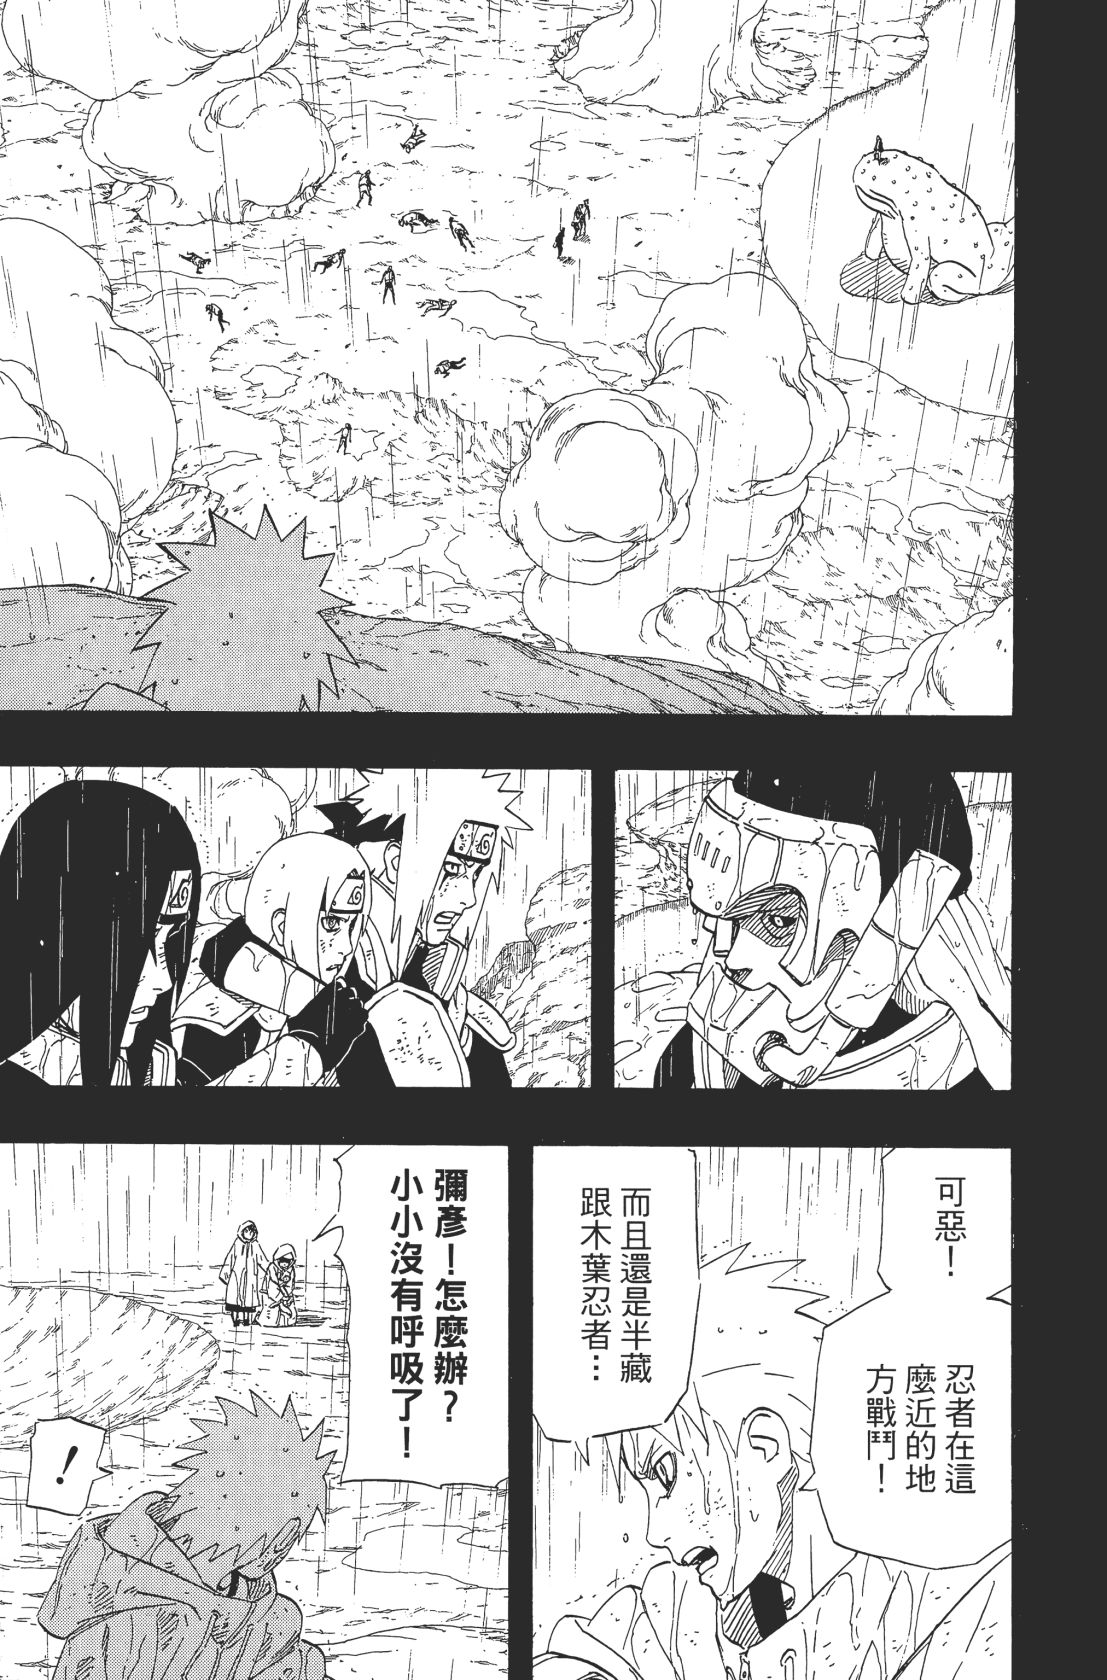 可惡！
忍者在這
麼近的地
方戰鬥！
而且還是半藏
跟木葉忍者…
彌彥！怎麼辦？
小小沒有呼吸了！
！